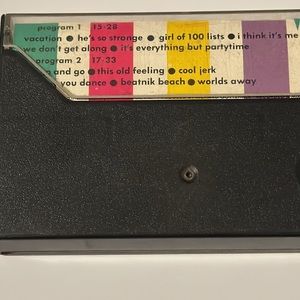 program 1 15-28
vacation ● he's so strange ● girl of 100 lists ● i think it's me
we don't get along ● it's everything but partytime
program 2 17-33
and go ● this old feeling ● cool jerk
you dance ● beatnik beach ● worlds away